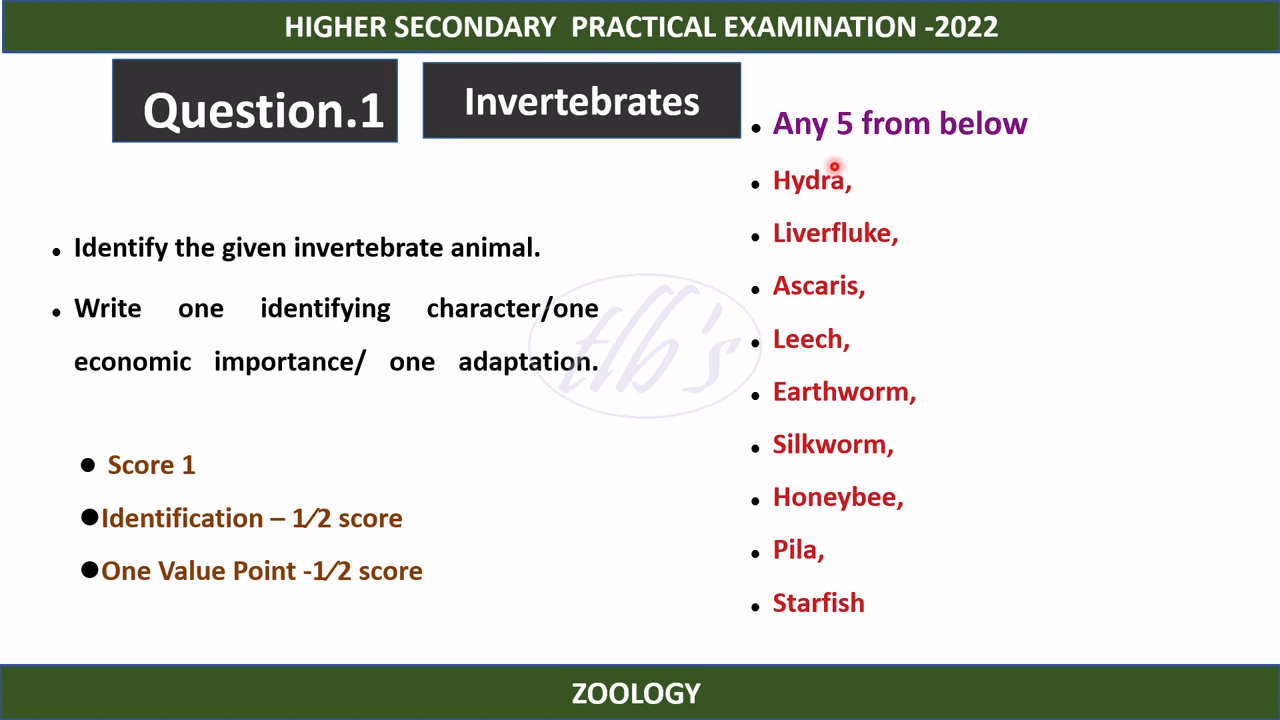 HIGHER SECONDARY PRACTICAL EXAMINATION -2022
Question.1
Invertebrates
• Identify the given invertebrate animal.
• Write one identifying character/one
economic importance/ one adaptation.
● Score 1
●Identification – 1/2 score
●One Value Point -1/2 score
• Any 5 from below
• Hydra,
• Liverfluke,
• Ascaris,
• Leech,
• Earthworm,
• Silkworm,
• Honeybee,
• Pila,
• Starfish
tlb's
ZOOLOGY